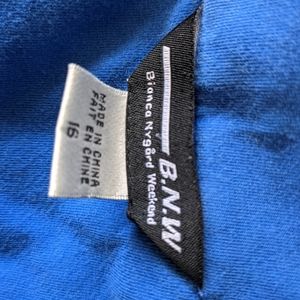 B.N.W
Bianca Nygård Weekend
MADE IN CHINA
FAIT EN CHINE
16